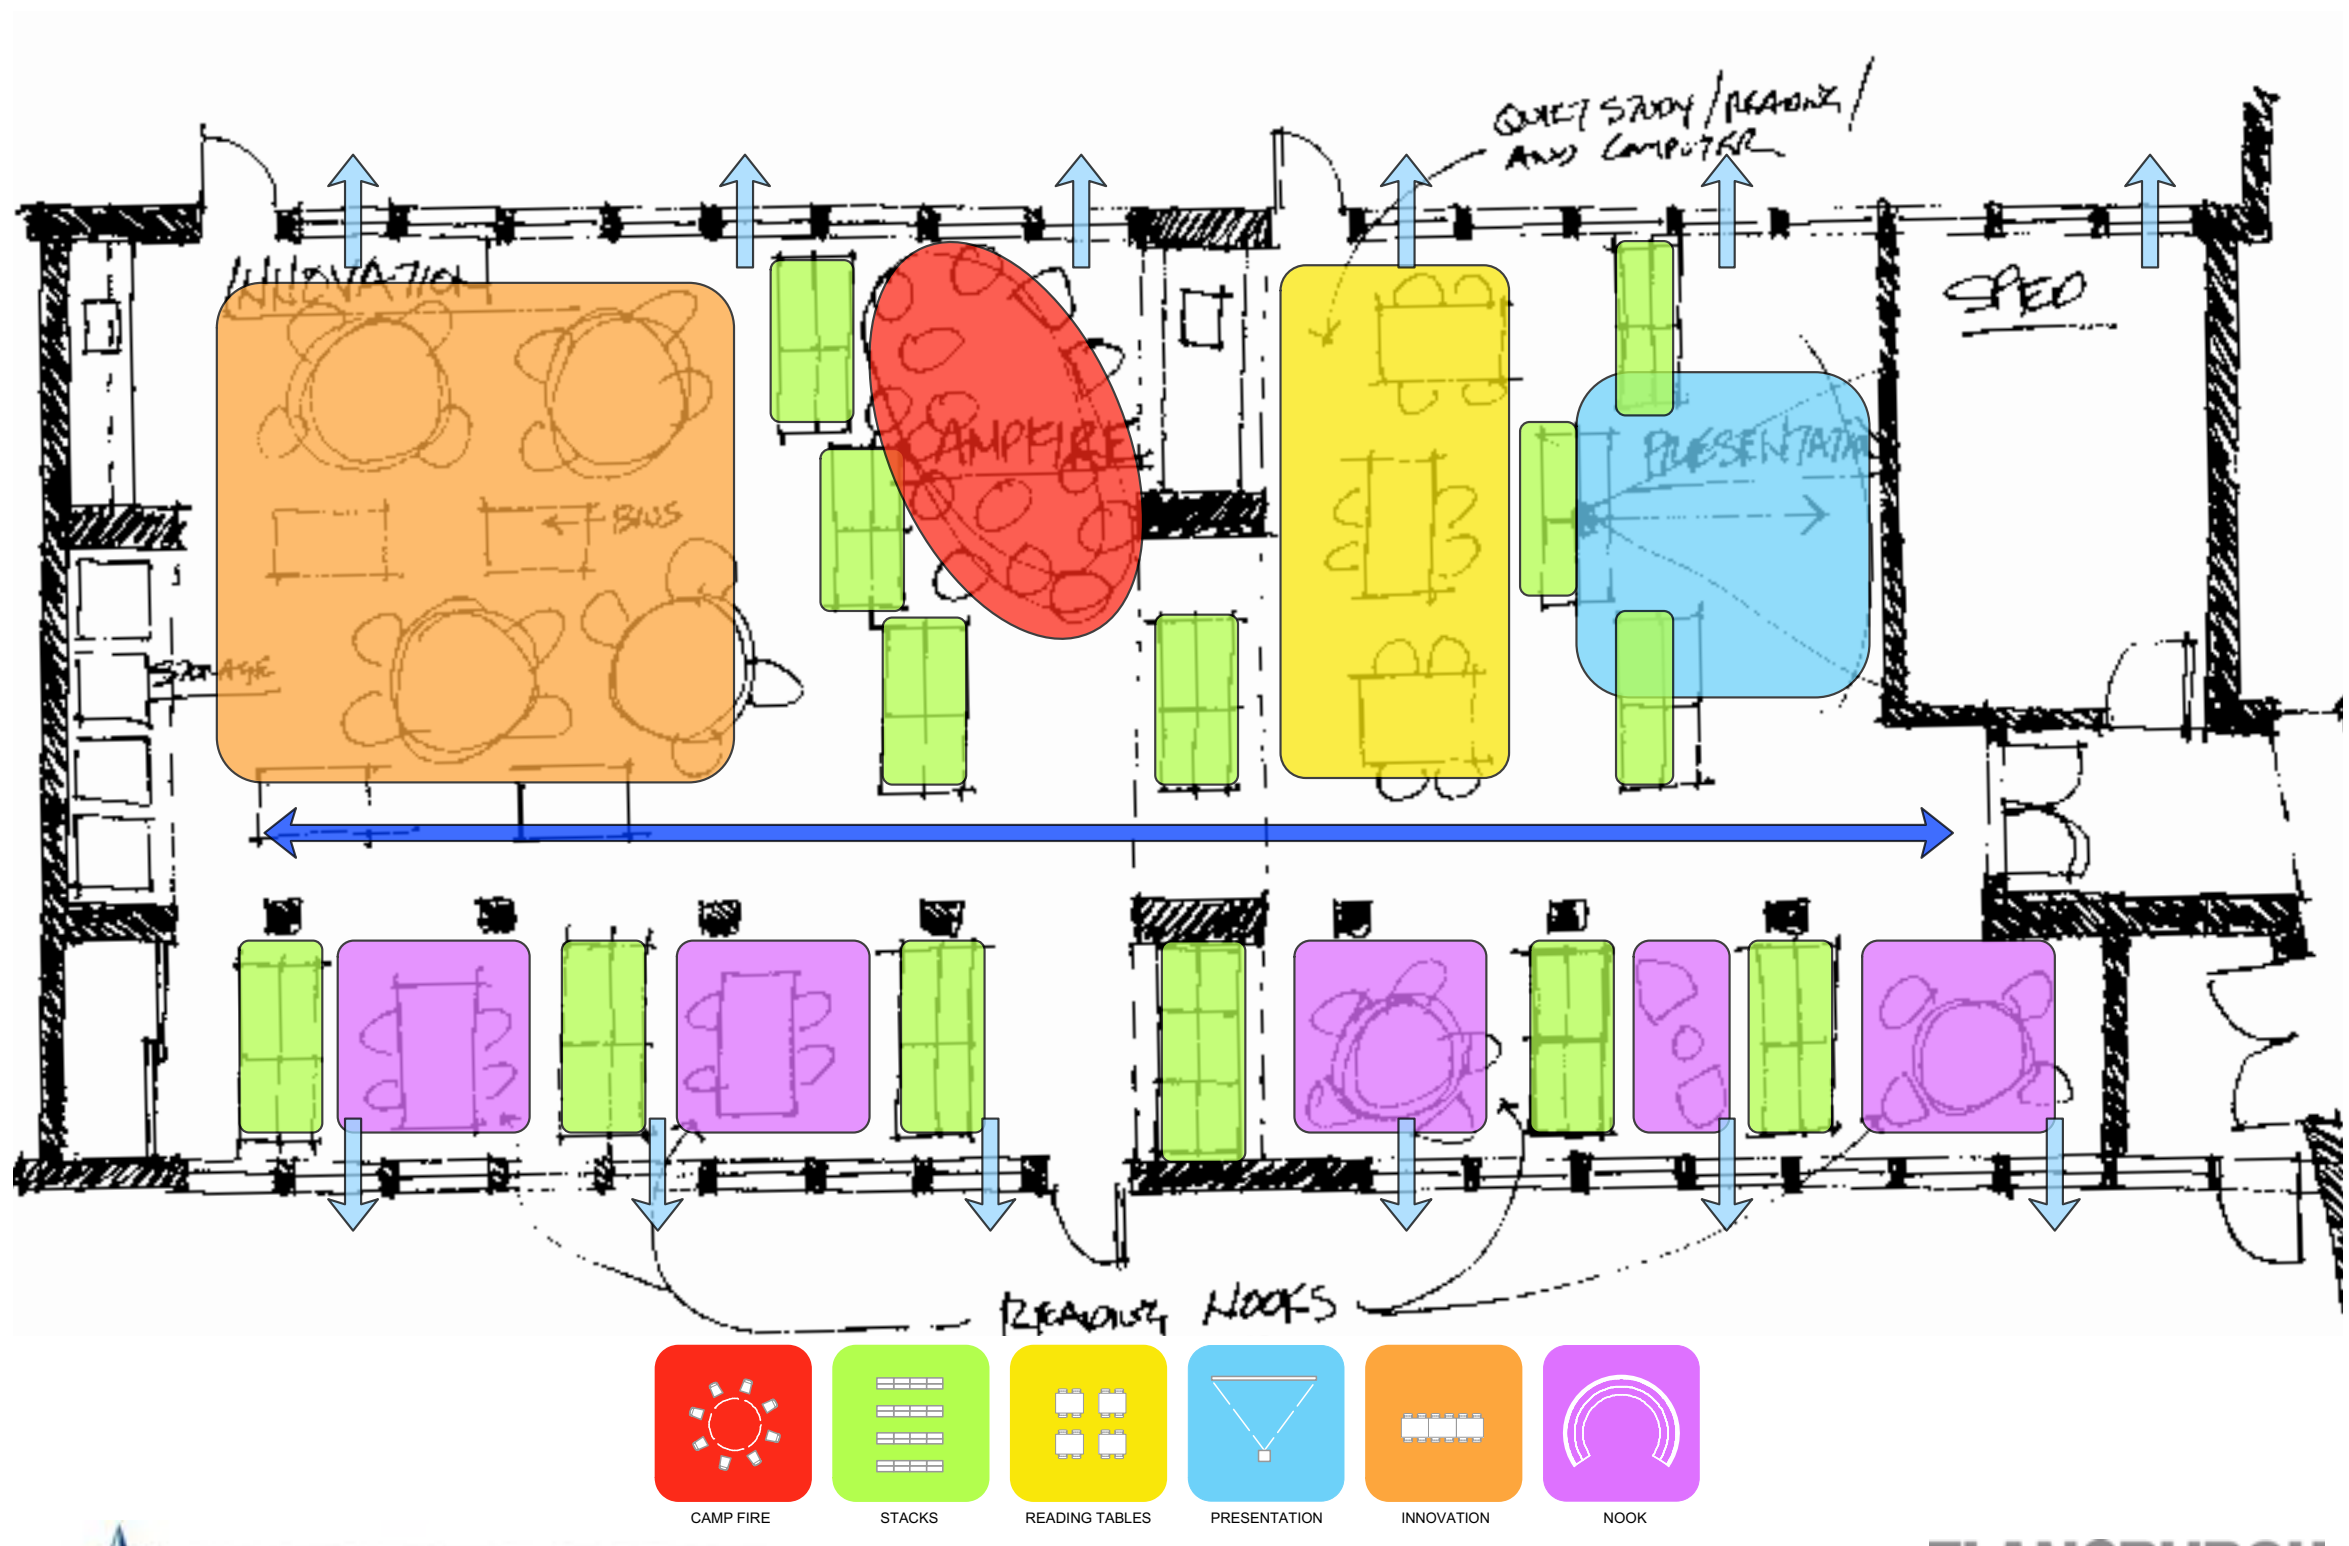 QUIET STUDY/READING/
AND COMPUTER
INNOVATION
SPED
CAMPFIRE
PRESENTATION
← BINS
STORAGE
READING NOOKS
CAMP FIRE
STACKS
READING TABLES
PRESENTATION
INNOVATION
NOOK